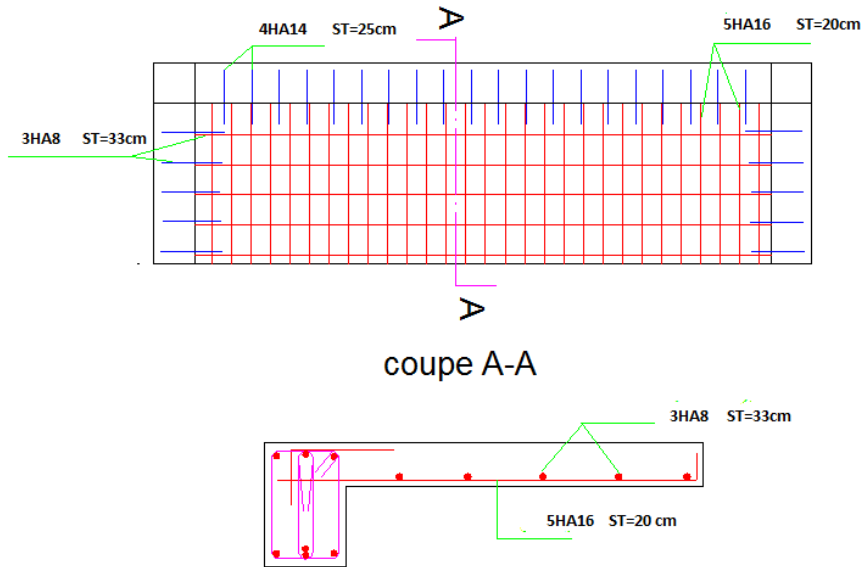 4HA14 ST=25cm
A
5HA16 ST=20cm
3HA8 ST=33cm
A
coupe A-A
3HA8 ST=33cm
5HA16 ST=20 cm